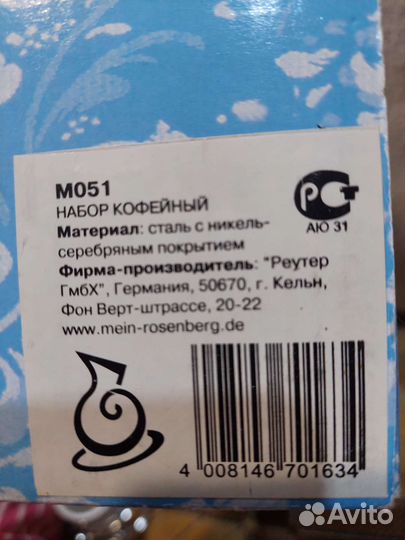 М051
НАБОР КОФЕЙНЫЙ
Материал: сталь с никель-
серебряным покрытием
Фирма-производитель: "Реутер
ГмбХ", Германия, 50670, г. Кельн,
Фон Верт-штрассе, 20-22
www.mein-rosenberg.de
РСТ
АЮ 31
4 008146 701634
Avito